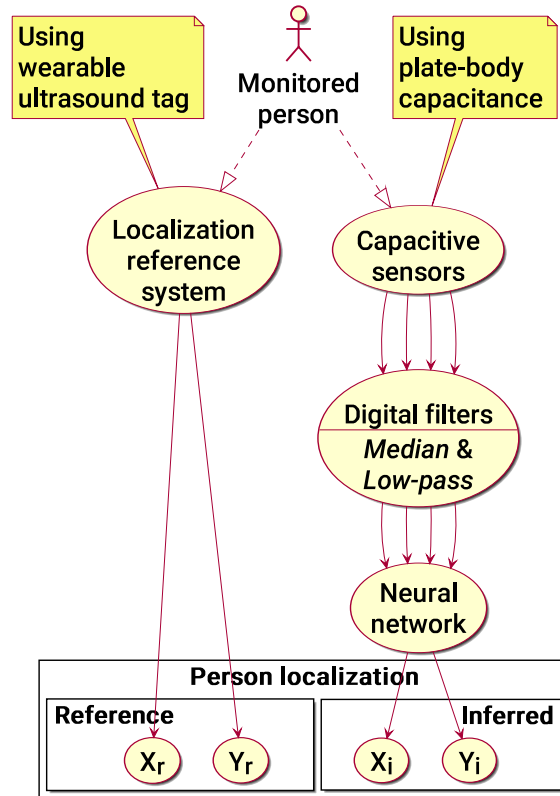 Using
wearable
ultrasound tag
Monitored
person
Using
plate-body
capacitance
Localization
reference
system
Capacitive
sensors
Digital filters
Median &
Low-pass
Neural
network
Person localization
Reference
Inferred
Xr
Yr
Xi
Yi